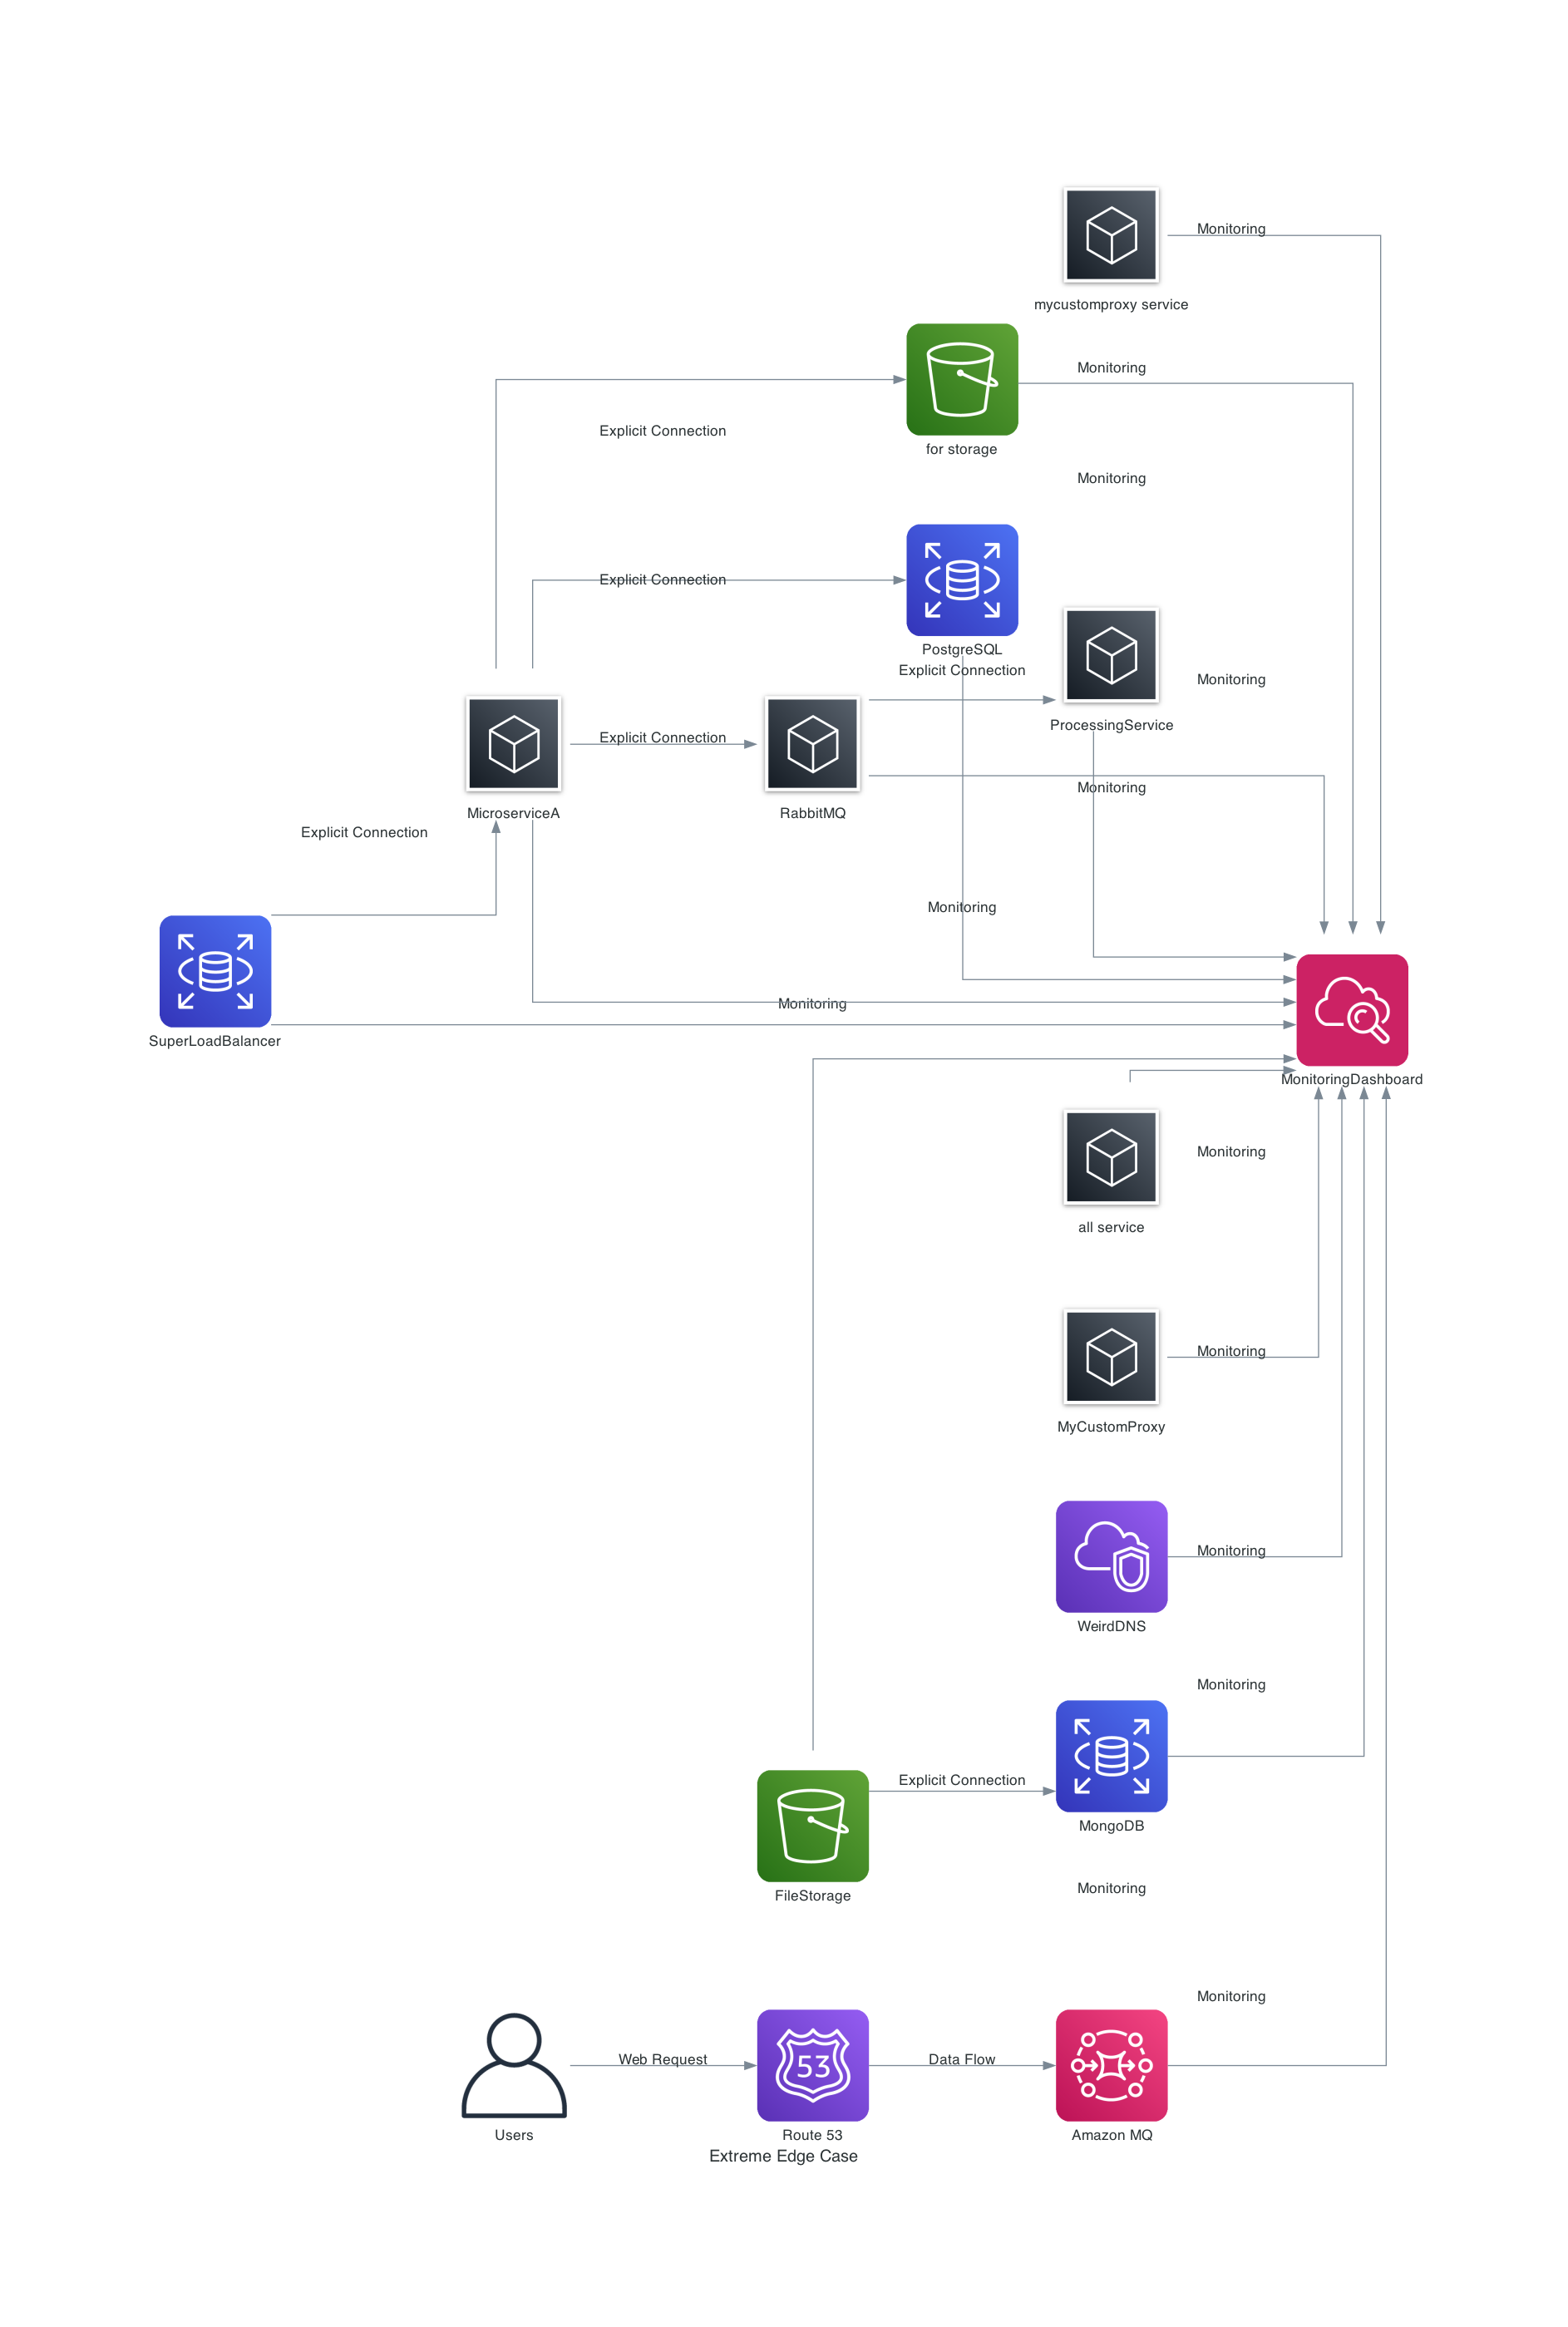 Monitoring
mycustomproxy service
Monitoring
Explicit Connection
for storage
Monitoring
Explicit Connection
PostgreSQL
Explicit Connection
Monitoring
ProcessingService
Explicit Connection
Monitoring
MicroserviceA
RabbitMQ
Explicit Connection
Monitoring
Monitoring
SuperLoadBalancer
MonitoringDashboard
Monitoring
all service
Monitoring
MyCustomProxy
Monitoring
WeirdDNS
Monitoring
Explicit Connection
MongoDB
Monitoring
FileStorage
Monitoring
Web Request
53
Data Flow
Users
Route 53
Amazon MQ
Extreme Edge Case